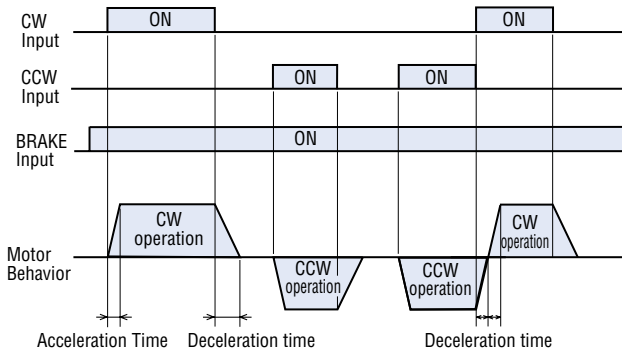 CW
Input
ON
ON
CCW
Input
ON
ON
BRAKE
Input
ON
Motor
Behavior
CW
operation
CCW
operation
CCW
operation
CW
operation
Acceleration Time
Deceleration time
Deceleration time